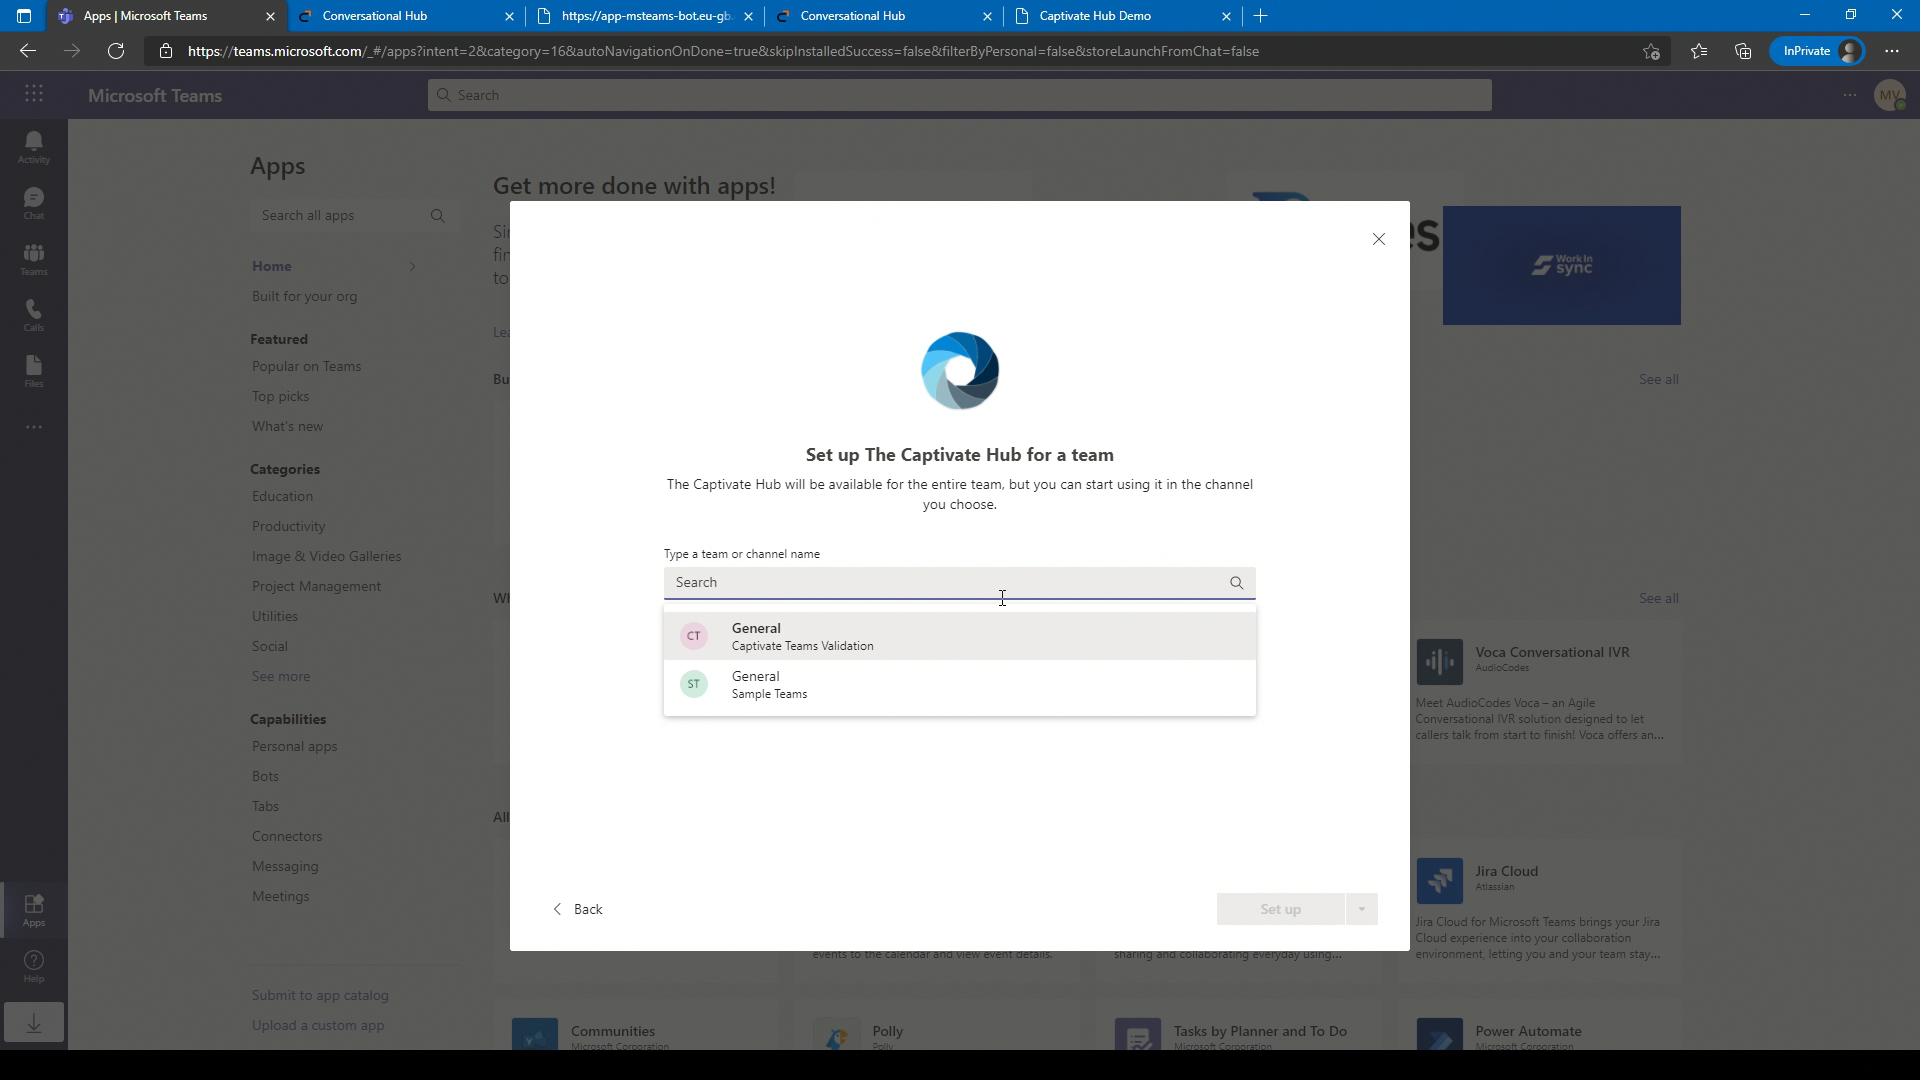 Apps | Microsoft Teams
Conversational Hub
https://app-msteams-bot.eu-gb.
Conversational Hub
Captivate Hub Demo
https://teams.microsoft.com/_#/apps?intent=2&category=16&autoNavigationOnDone=true&skipInstalledSuccess=false&filterByPersonal=false&storeLaunchFromChat=false
InPrivate
Microsoft Teams
Search
MV
Activity
Chat
Teams
Calls
Files
Apps
Help
Apps
Search all apps
Home
Built for your org
Featured
Popular on Teams
Top picks
What's new
Categories
Education
Productivity
Image & Video Galleries
Project Management
Utilities
Social
See more
Capabilities
Personal apps
Bots
Tabs
Connectors
Messaging
Meetings
Submit to app catalog
Upload a custom app
Get more done with apps!
Work In
sync
See all
Set up The Captivate Hub for a team
The Captivate Hub will be available for the entire team, but you can start using it in the channel
you choose.
Type a team or channel name
Search
CT
General
Captivate Teams Validation
ST
General
Sample Teams
Back
Set up
See all
Voca Conversational IVR
AudioCodes
Meet AudioCodes Voca – an Agile
Conversational IVR solution designed to let
callers talk from start to finish! Voca offers an...
Jira Cloud
Atlassian
Jira Cloud for Microsoft Teams brings your Jira
Cloud experience into your collaboration
environment, letting you and your team stay...
events to the calendar and view event details.
sharing and collaborating everyday using...
Communities
Microsoft Corporation
Polly
Polly
Tasks by Planner and To Do
Microsoft Corporation
Power Automate
Microsoft Corporation